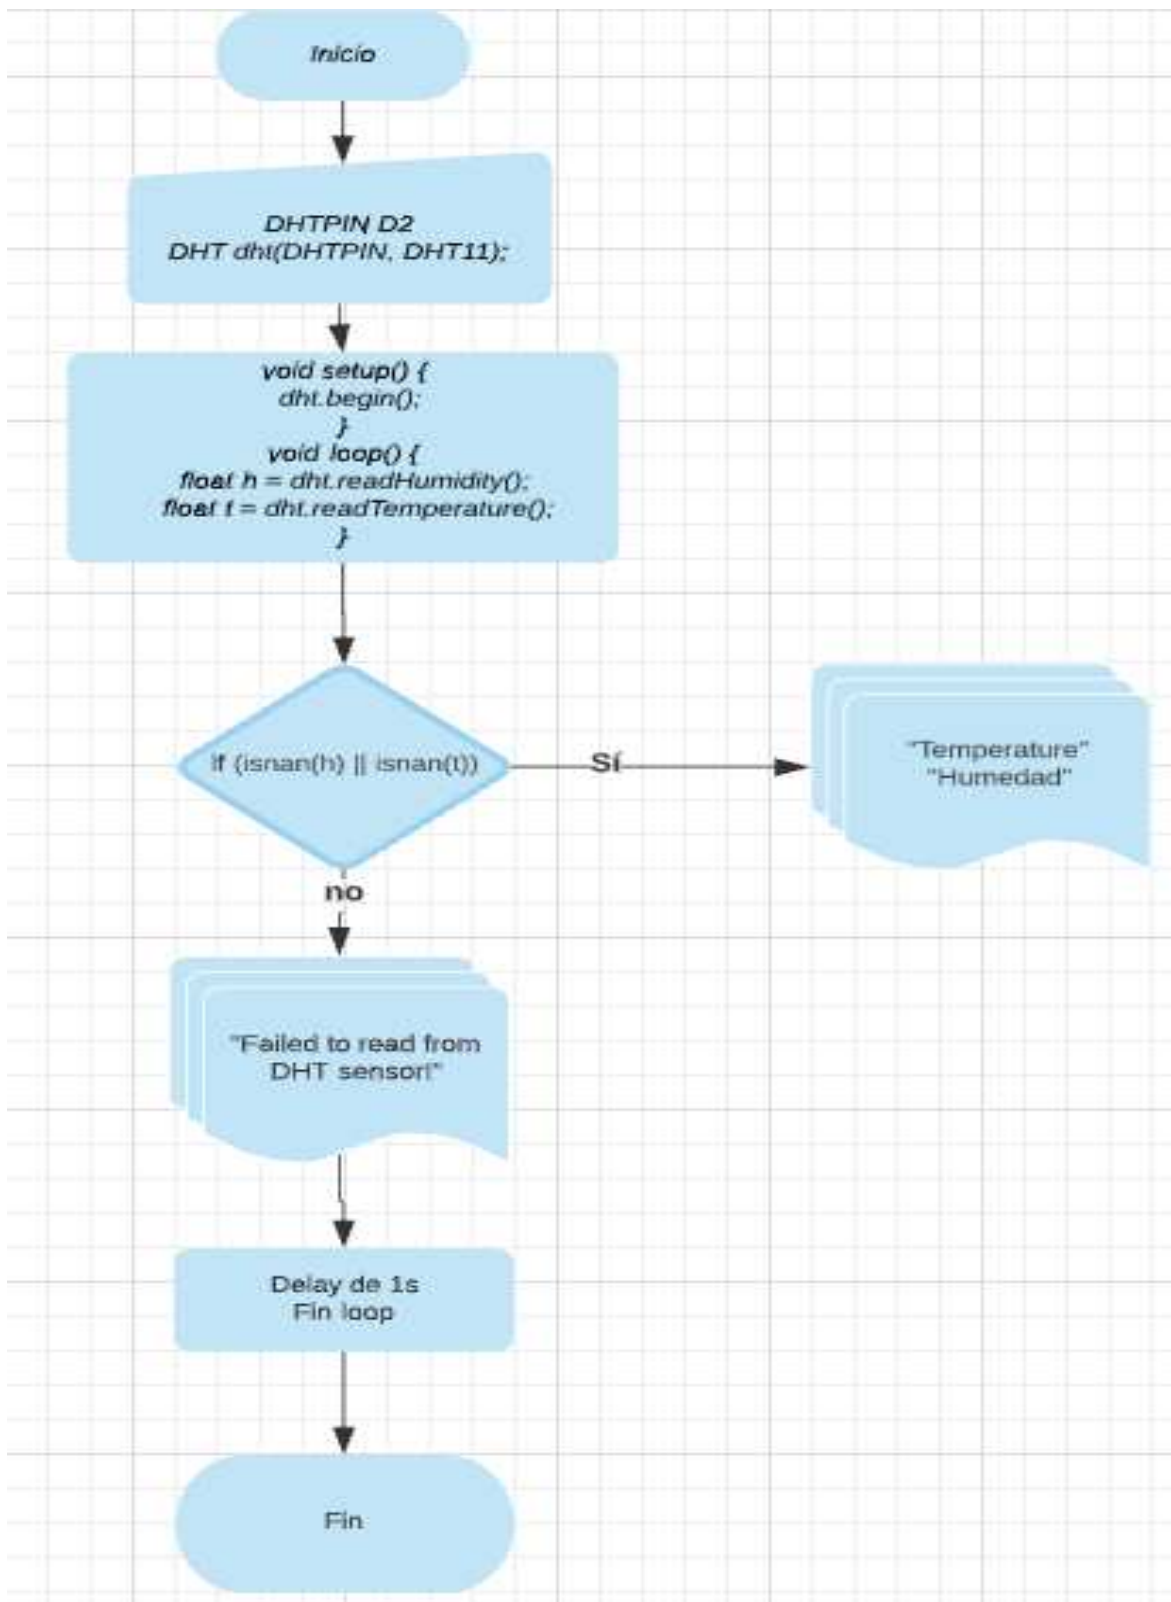 Inicio
DHTPIN D2
DHT dht(DHTPIN, DHT11);
void setup() {
dht.begin();
}
void loop() {
float h = dht.readHumidity();
float t = dht.readTemperature();
}
if (isnan(h) || isnan(t))
Sí
"Temperature"
"Humedad"
no
"Failed to read from
DHT sensor!"
Delay de 1s
Fin loop
Fin